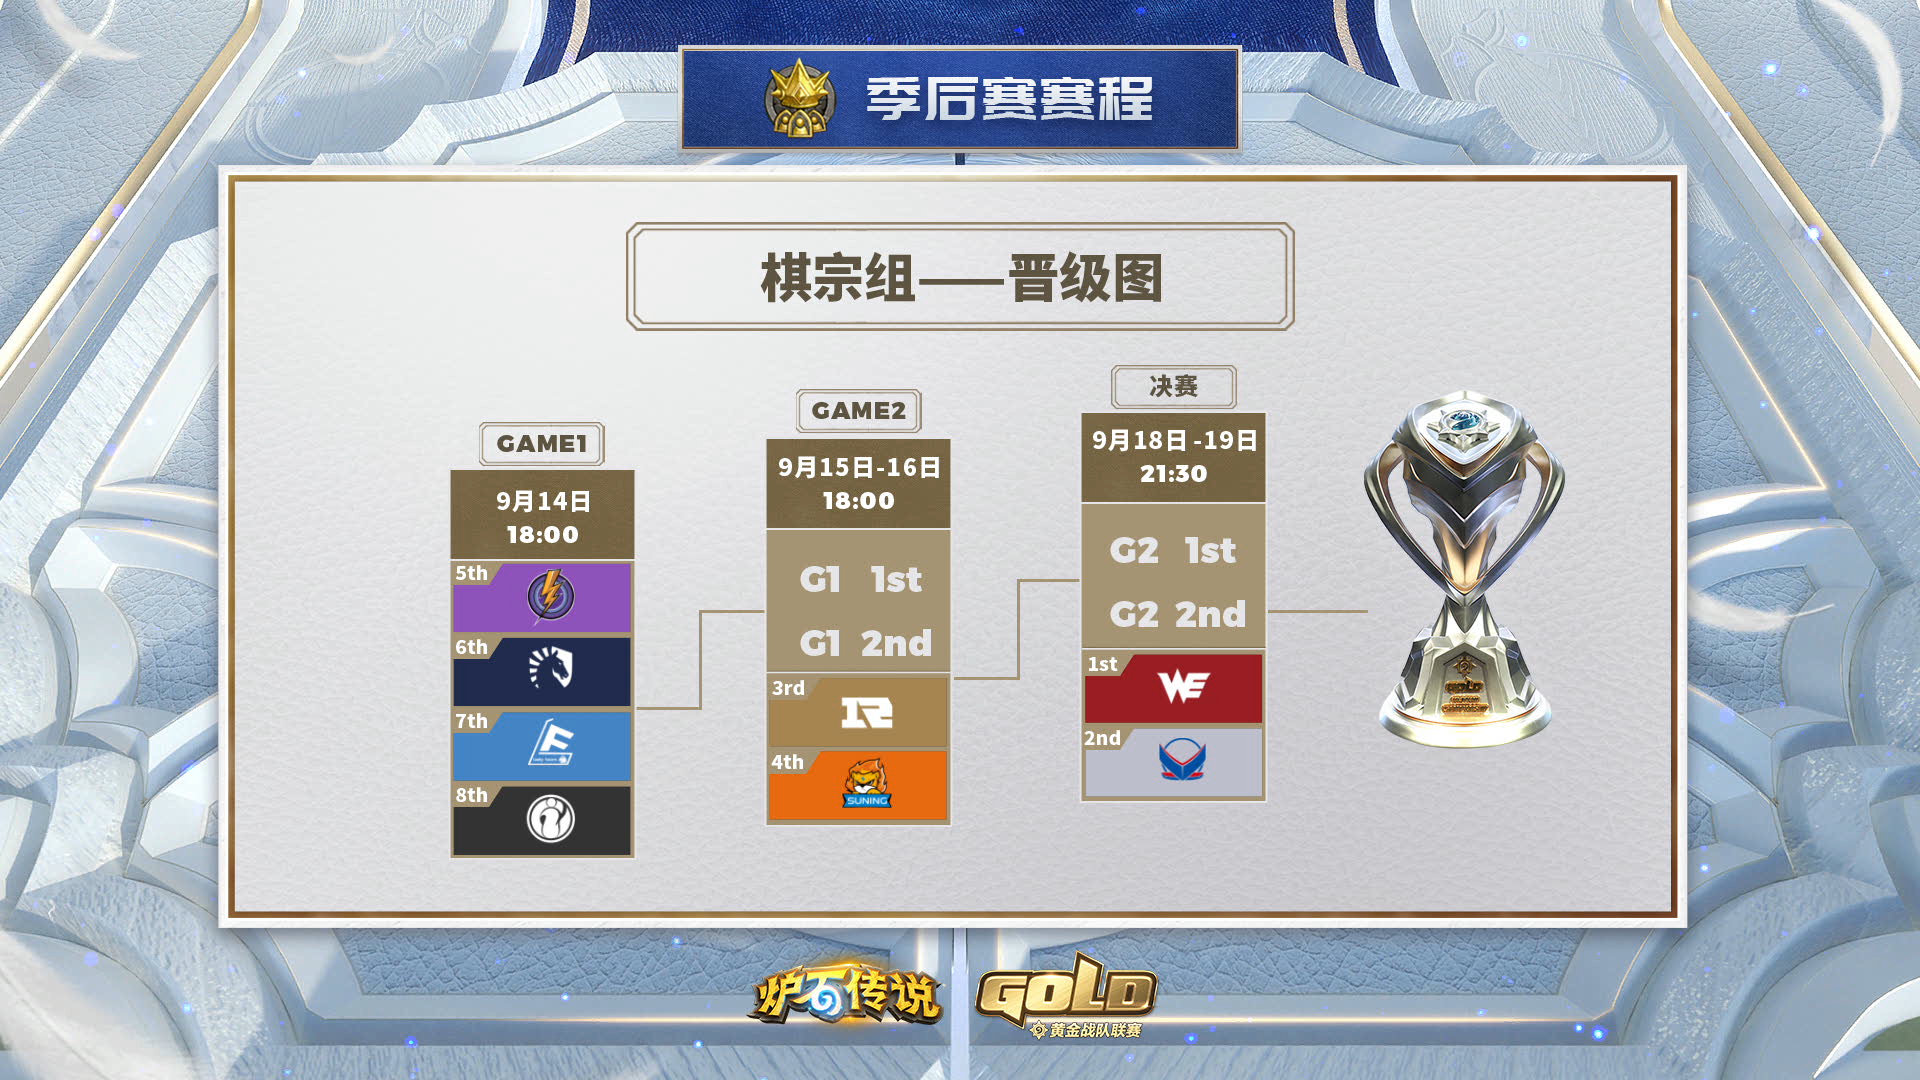 季后赛赛程
棋宗组——晋级图
GAME1
9月14日
18:00
5th
6th
7th
8th
GAME2
9月15日-16日
18:00
G1 1st
G1 2nd
3rd
R
4th
SUNING
决赛
9月18日-19日
21:30
G2 1st
G2 2nd
1st
WE
2nd
GOLD
炉石传说
GOLD
黄金战队联赛